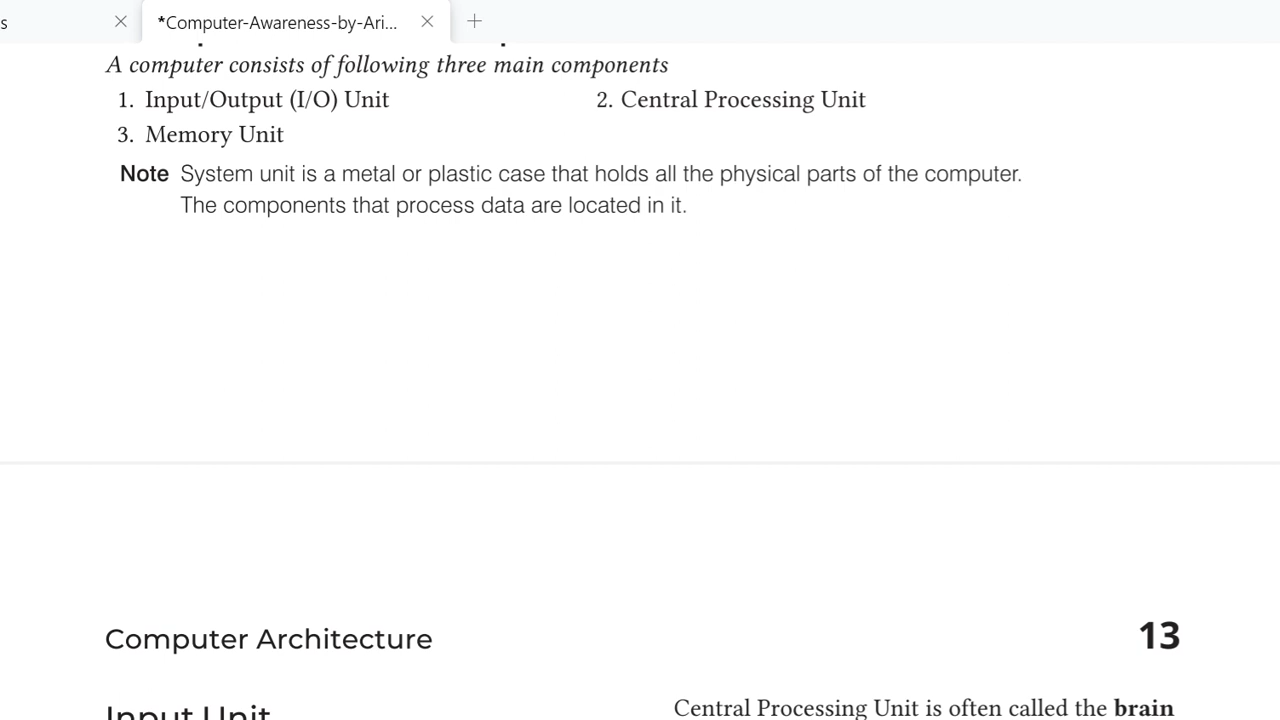 s
*Computer-Awareness-by-Ari...
A computer consists of following three main components
1. Input/Output (I/O) Unit 2. Central Processing Unit
3. Memory Unit
Note System unit is a metal or plastic case that holds all the physical parts of the computer.
The components that process data are located in it.
Computer Architecture 13
Input Unit
Central Processing Unit is often called the brain